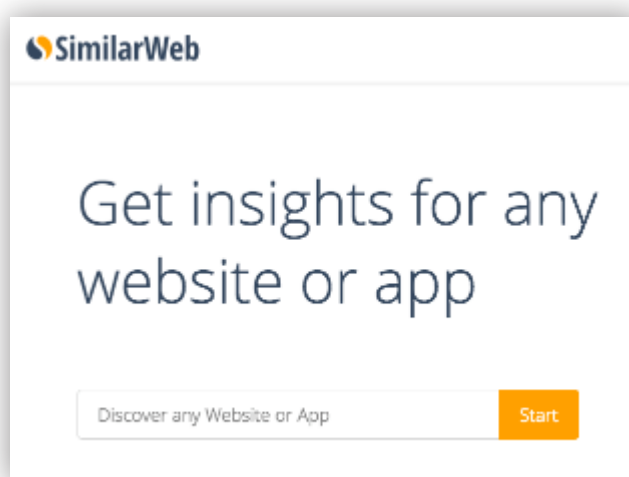 SimilarWeb
Get insights for any
website or app
Discover any Website or App
Start